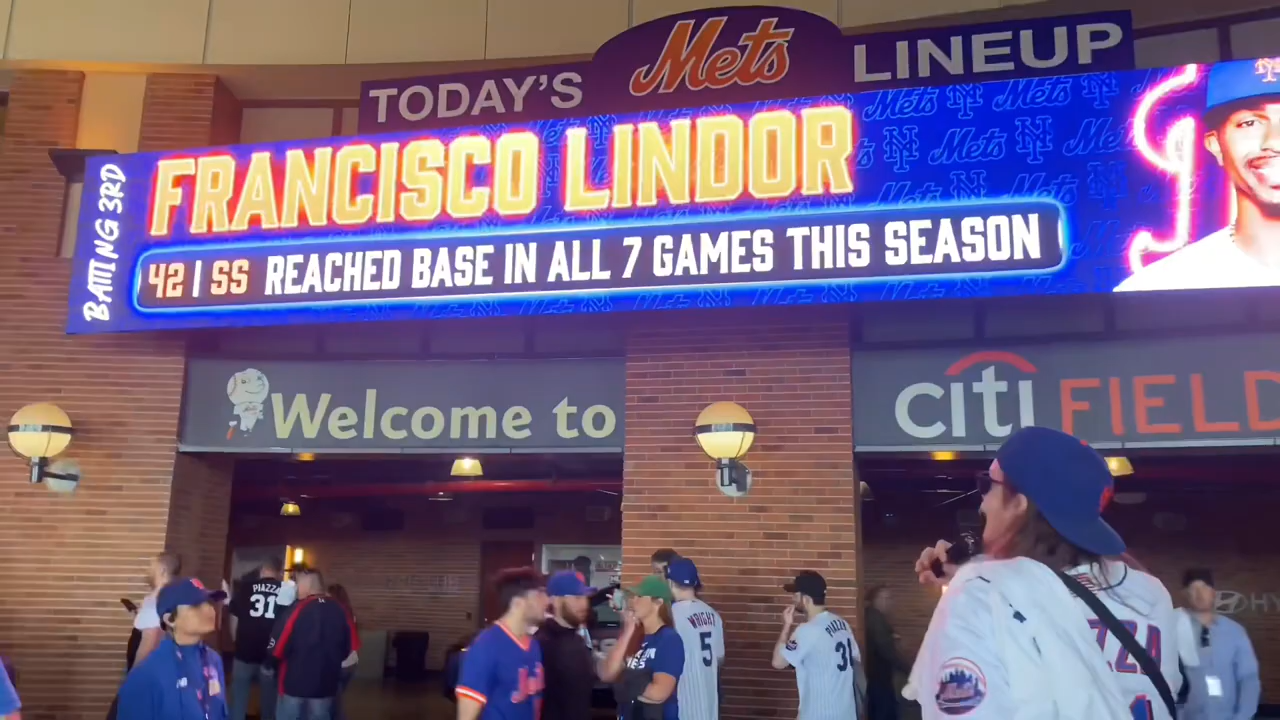 TODAY'S Mets LINEUP
BATTING 3RD
FRANCISCO LINDOR
42 | SS REACHED BASE IN ALL 7 GAMES THIS SEASON
Welcome to
citi FIELD
PIAZZA
31
WRIGHT
5
PIAZZA
31
Mets